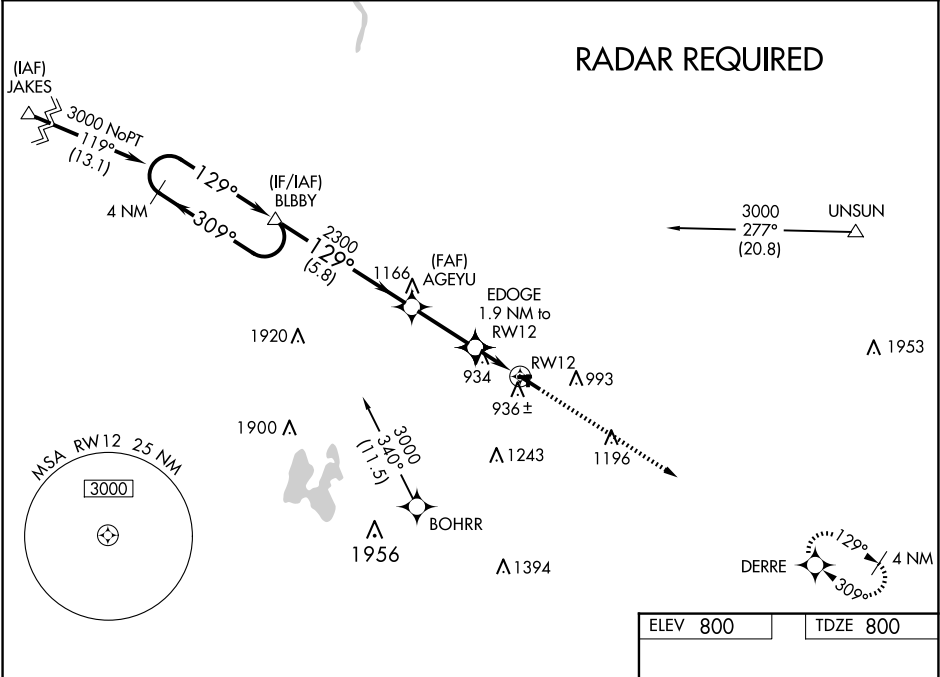 RADAR REQUIRED
(IAF)
JAKES
3000 NoPT
119°
(13.1)
4 NM
129°
309°
(IF/IAF)
BLBBY
2300
129°
(5.8)
1166
(FAF)
AGEYU
EDOGE
1.9 NM to
RW12
3000
277°
(20.8)
UNSUN
1920
934
RW12
993
936±
1953
1900
3000
340°
(11.5)
1243
1196
MSA RW12 25 NM
3000
BOHRR
1956
1394
DERRE
129°
309°
4 NM
ELEV 800
TDZE 800